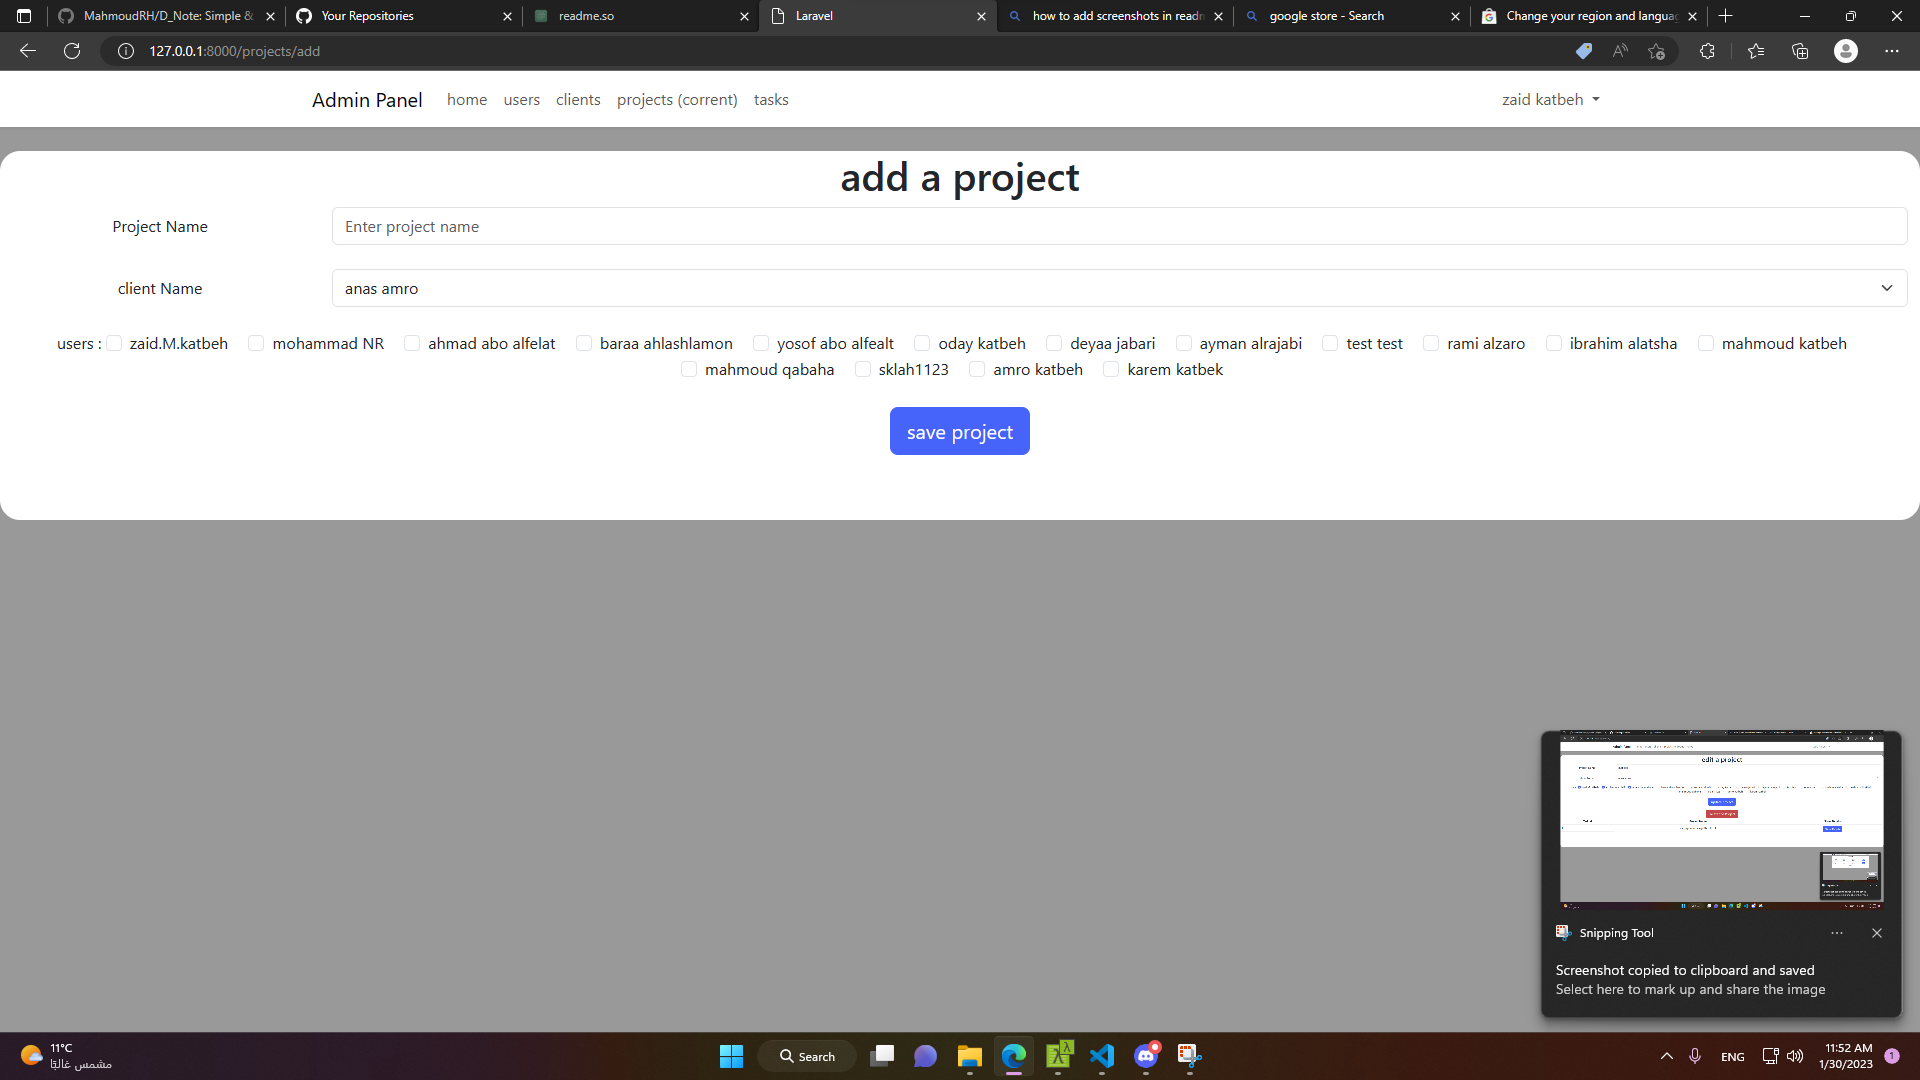 MahmoudRH/D_Note: Simple &
Your Repositories
readme.so
Laravel
how to add screenshots in readm
google store - Search
Change your region and languag
127.0.0.1:8000/projects/add
Admin Panel home users clients projects (corrent) tasks zaid katbeh
add a project
Project Name Enter project name
client Name anas amro
users : zaid.M.katbeh mohammad NR ahmad abo alfelat baraa ahlashlamon yosof abo alfealt oday katbeh deyaa jabari ayman alrajabi test test rami alzaro ibrahim alatsha mahmoud katbeh
mahmoud qabaha sklah1123 amro katbeh karem katbek
save project
edit a project
Snipping Tool
Screenshot copied to clipboard and saved
Select here to mark up and share the image
11°C
مشمس غالبًا
Search
ENG
11:52 AM
1/30/2023
1